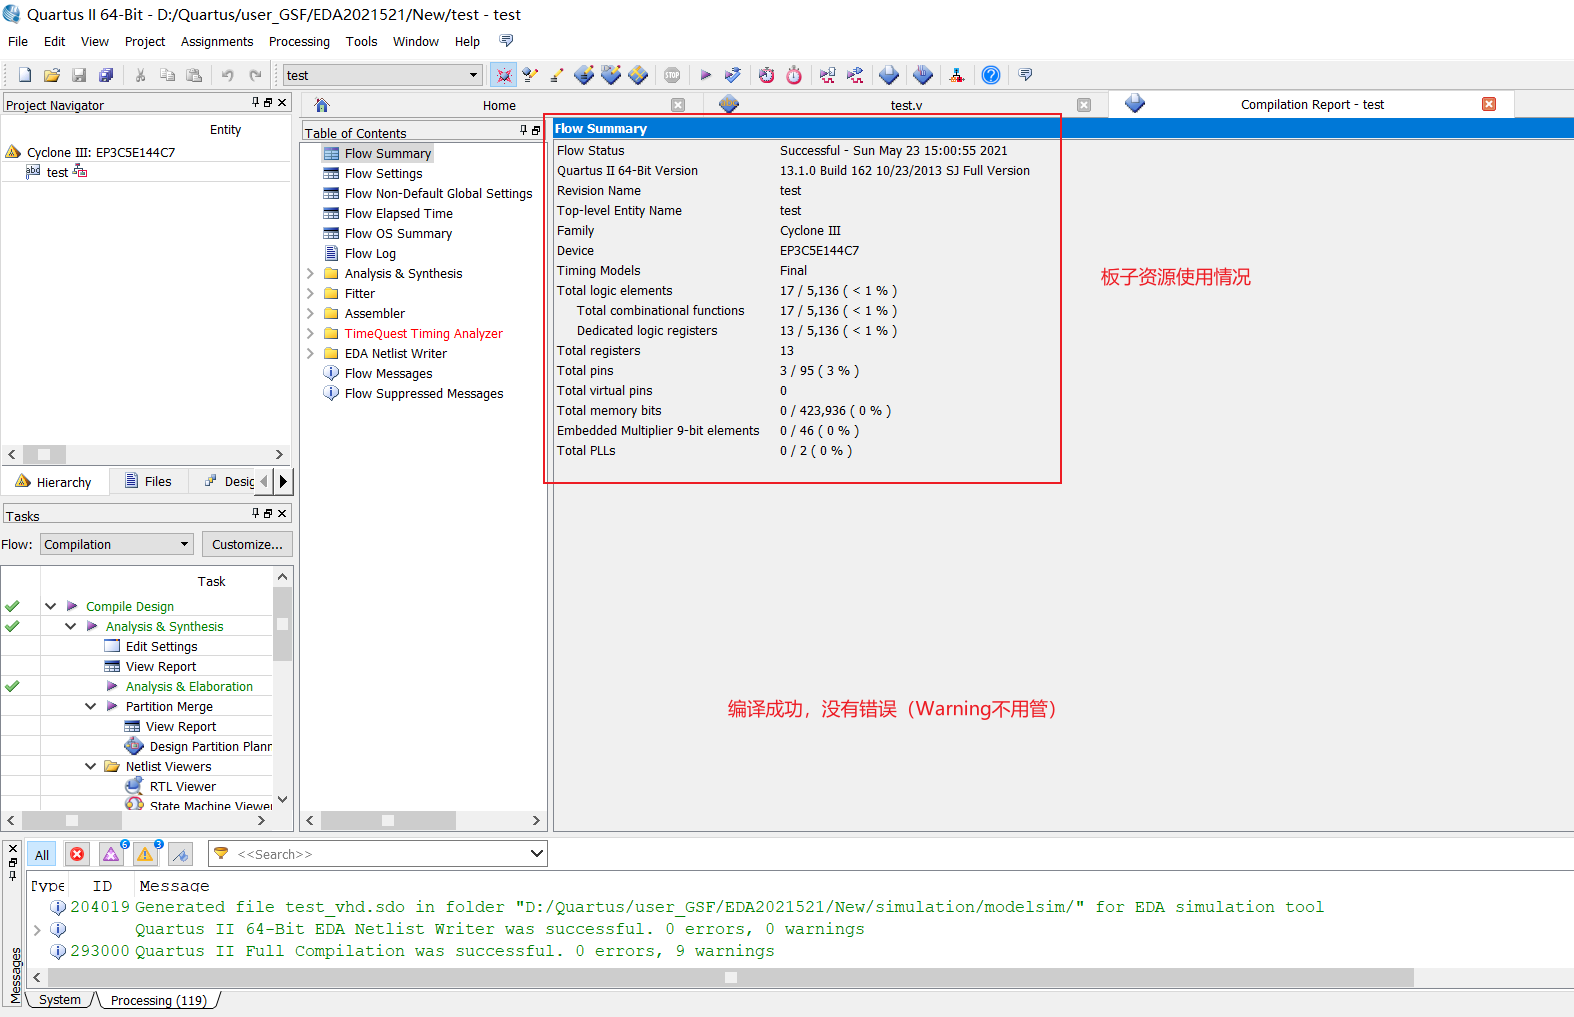 Quartus II 64-Bit - D:/Quartus/user_GSF/EDA2021521/New/test - test
File Edit View Project Assignments Processing Tools Window Help
test
STOP
Project Navigator
Entity
Cyclone III: EP3C5E144C7
abd test
Hierarchy Files Desig
Tasks
Flow: Compilation Customize...
Task
Compile Design
Analysis & Synthesis
Edit Settings
View Report
Analysis & Elaboration
Partition Merge
View Report
Design Partition Plann
Netlist Viewers
RTL Viewer
State Machine Viewer
Home test.v Compilation Report - test
Table of Contents
Flow Summary
Flow Settings
Flow Non-Default Global Settings
Flow Elapsed Time
Flow OS Summary
Flow Log
Analysis & Synthesis
Fitter
Assembler
TimeQuest Timing Analyzer
EDA Netlist Writer
Flow Messages
Flow Suppressed Messages
Flow Summary
Flow Status Successful - Sun May 23 15:00:55 2021
Quartus II 64-Bit Version 13.1.0 Build 162 10/23/2013 SJ Full Version
Revision Name test
Top-level Entity Name test
Family Cyclone III
Device EP3C5E144C7
Timing Models Final
Total logic elements 17 / 5,136 ( < 1 % )
Total combinational functions 17 / 5,136 ( < 1 % )
Dedicated logic registers 13 / 5,136 ( < 1 % )
Total registers 13
Total pins 3 / 95 ( 3 % )
Total virtual pins 0
Total memory bits 0 / 423,936 ( 0 % )
Embedded Multiplier 9-bit elements 0 / 46 ( 0 % )
Total PLLs 0 / 2 ( 0 % )
板子资源使用情况
编译成功，没有错误（Warning不用管）
Messages
All 6 3 <<Search>>
Type ID Message
204019 Generated file test_vhd.sdo in folder "D:/Quartus/user_GSF/EDA2021521/New/simulation/modelsim/" for EDA simulation tool
Quartus II 64-Bit EDA Netlist Writer was successful. 0 errors, 0 warnings
293000 Quartus II Full Compilation was successful. 0 errors, 9 warnings
System Processing (119)